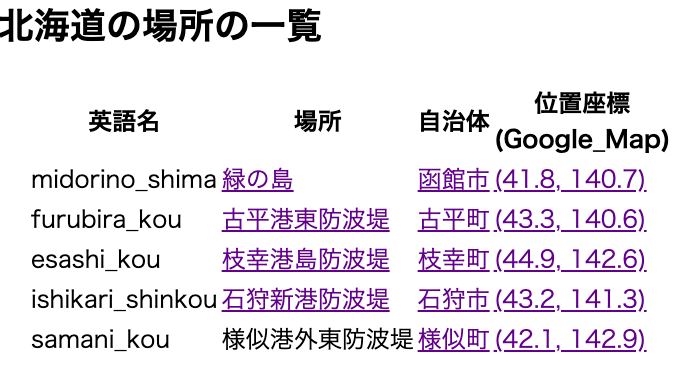 北海道の場所の一覧
英語名 場所 自治体 位置座標
(Google_Map)
midorino_shima 緑の島 函館市 (41.8, 140.7)
furubira_kou 古平港東防波堤 古平町 (43.3, 140.6)
esashi_kou 枝幸港島防波堤 枝幸町 (44.9, 142.6)
ishikari_shinkou 石狩新港防波堤 石狩市 (43.2, 141.3)
samani_kou 様似港外東防波堤 様似町 (42.1, 142.9)